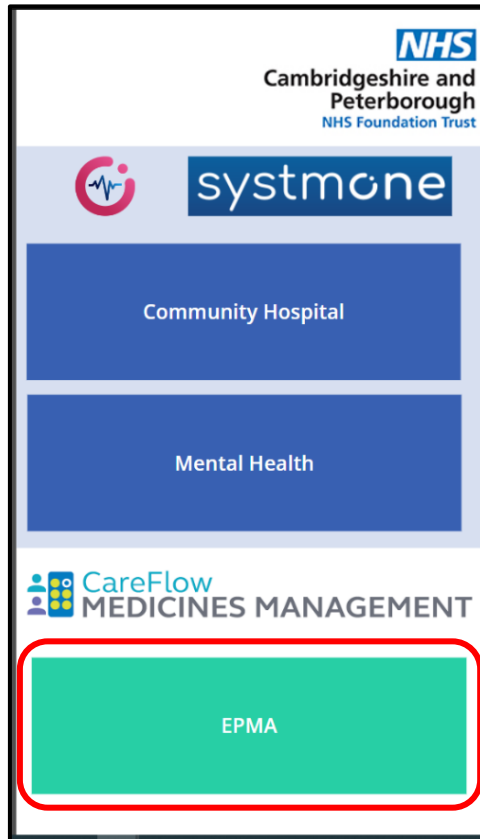 NHS
Cambridgeshire and
Peterborough
NHS Foundation Trust
systmone
Community Hospital
Mental Health
CareFlow
MEDICINES MANAGEMENT
EPMA